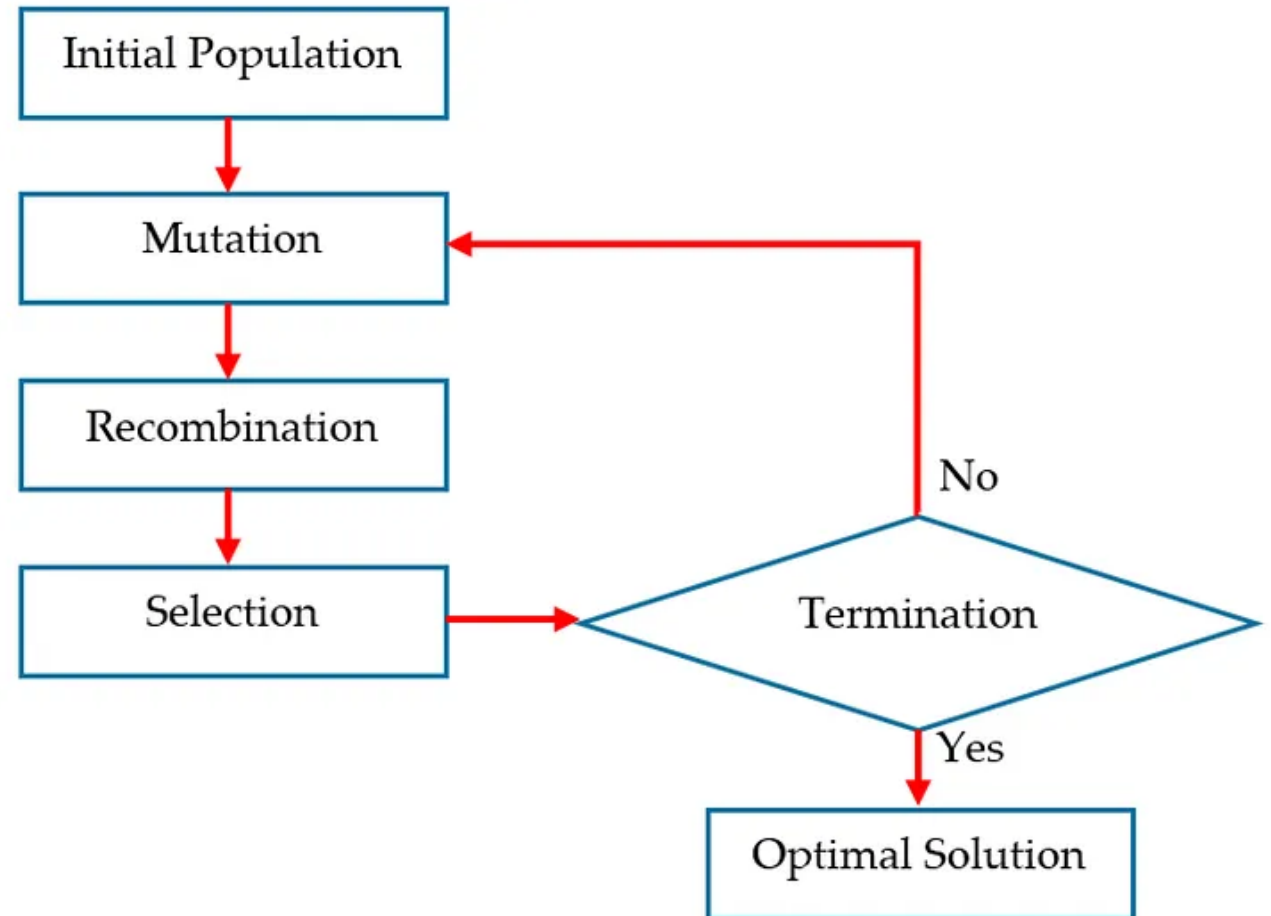 Initial Population
Mutation
Recombination
No
Selection
Termination
Yes
Optimal Solution